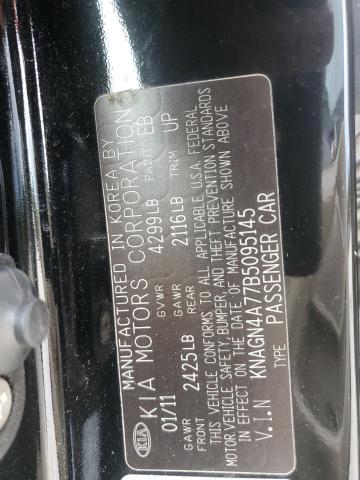 MANUFACTURED IN KOREA BY
KIA KIA MOTORS CORPORATION
01/11 GVWR 4299LB PAINT EB
GAWR FRONT 2425LB GAWR REAR 2116LB TRIM UP
THIS VEHICLE CONFORMS TO ALL APPLICABLE U.S.A. FEDERAL
MOTOR VEHICLE SAFETY, BUMPER, AND THEFT PREVENTION STANDARDS
IN EFFECT ON THE DATE OF MANUFACTURE SHOWN ABOVE
V.I.N KNAGN4A77B5095145
TYPE PASSENGER CAR